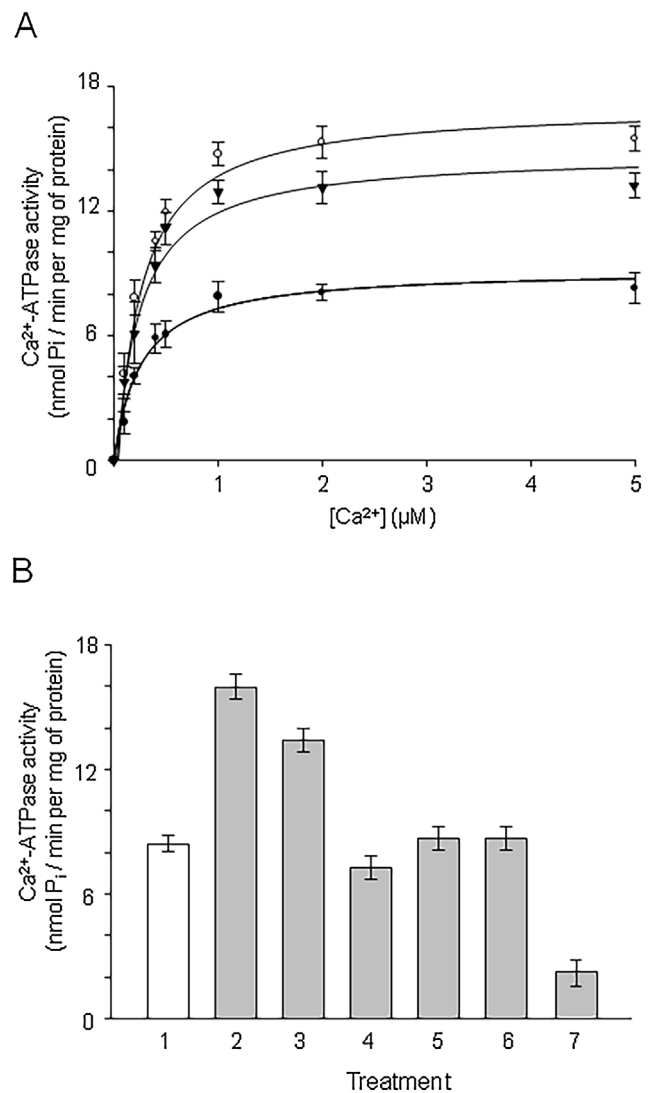 A
Ca²⁺-ATPase activity
(nmol Pi / min per mg of protein)
18
12
6
0
1
2
3
4
5
[Ca²⁺] (µM)
B
Ca²⁺-ATPase activity
(nmol Pᵢ / min per mg of protein)
18
12
6
0
1
2
3
4
5
6
7
Treatment